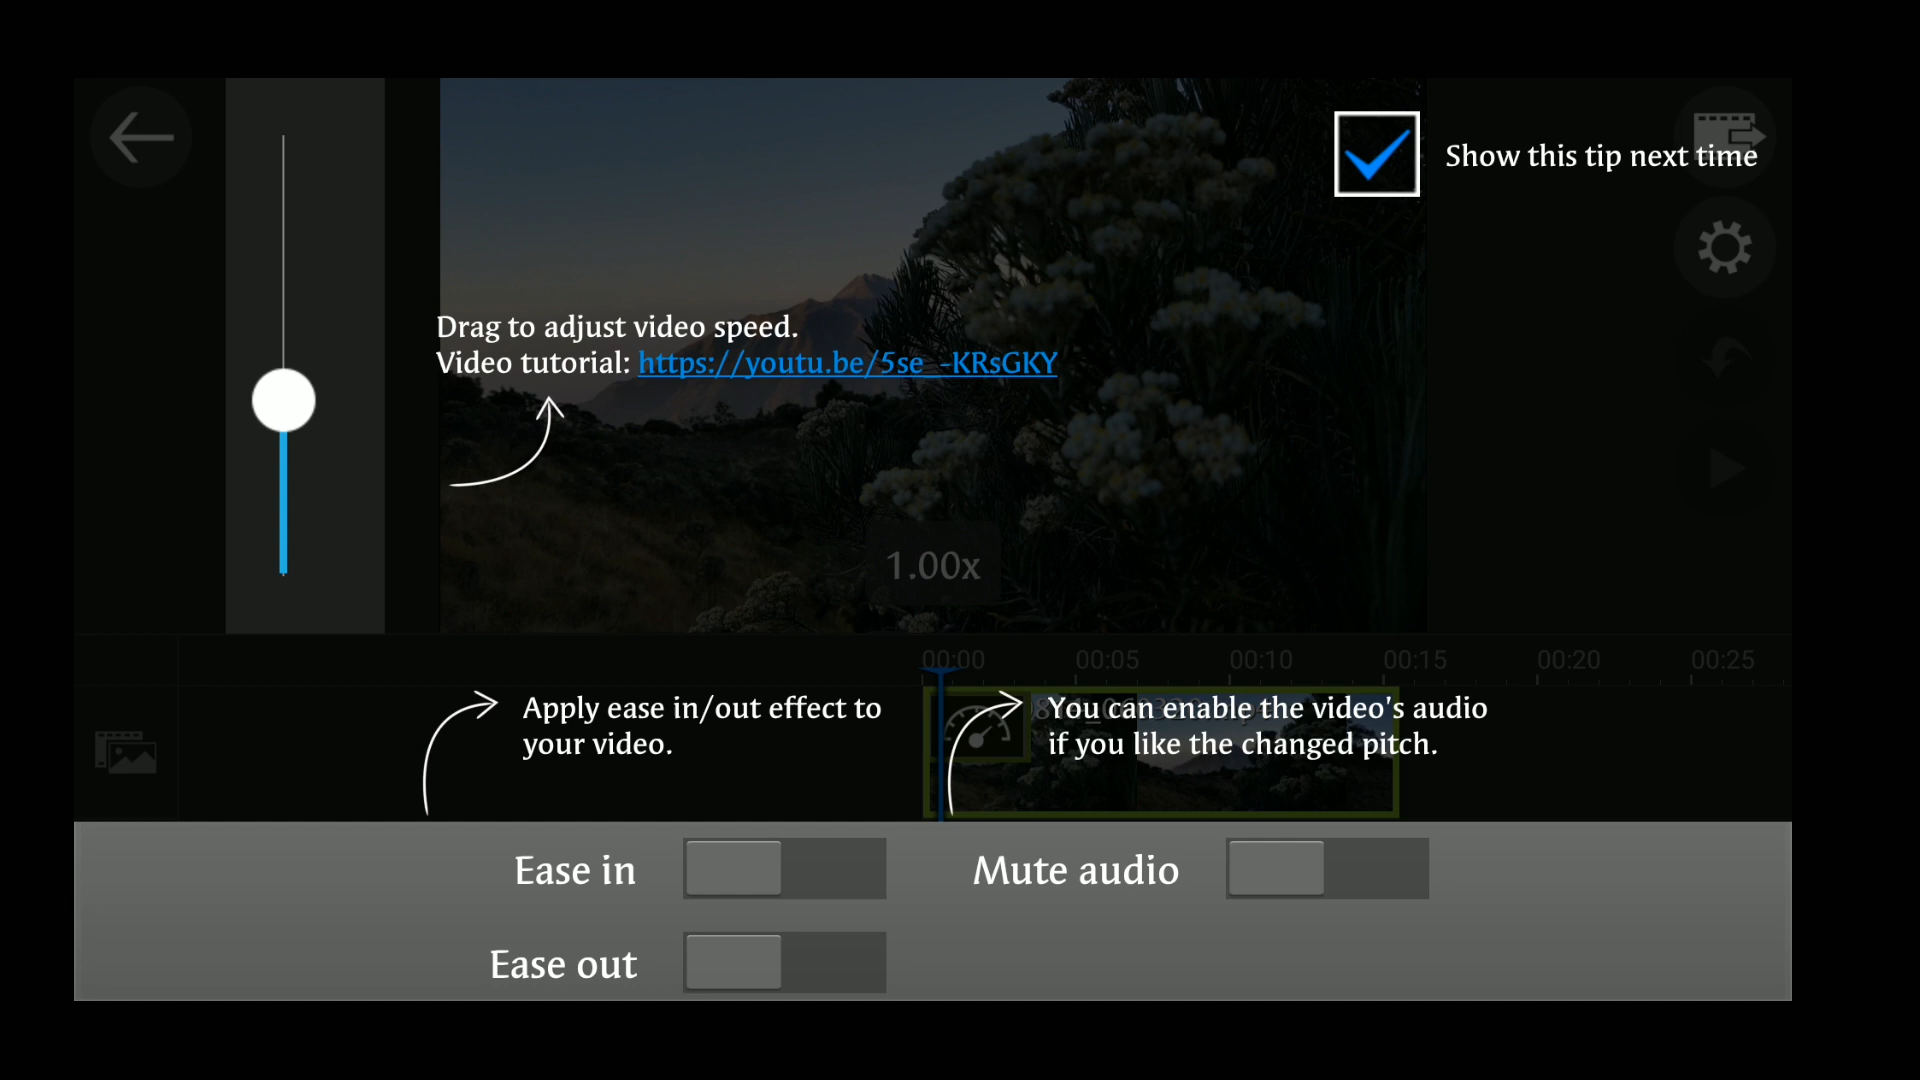 Show this tip next time
Drag to adjust video speed.
Video tutorial: https://youtu.be/5se_-KRsGKY
1.00x
00:00 00:05 00:10 00:15 00:20 00:25
Apply ease in/out effect to
your video.
You can enable the video's audio
if you like the changed pitch.
Ease in
Mute audio
Ease out